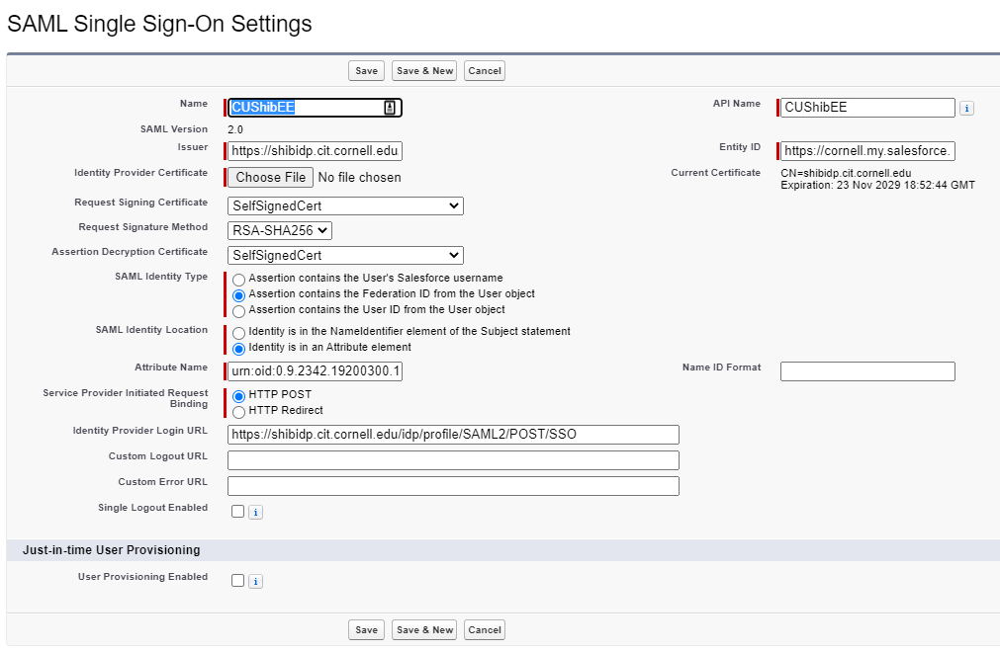 SAML Single Sign-On Settings
Save Save & New Cancel
Name CUShibEE API Name CUShibEE i
SAML Version 2.0
Issuer https://shibidp.cit.cornell.edu Entity ID https://cornell.my.salesforce.
Identity Provider Certificate Choose File No file chosen Current Certificate CN=shibidp.cit.cornell.edu
Expiration: 23 Nov 2029 18:52:44 GMT
Request Signing Certificate SelfSignedCert
Request Signature Method RSA-SHA256
Assertion Decryption Certificate SelfSignedCert
SAML Identity Type Assertion contains the User's Salesforce username
Assertion contains the Federation ID from the User object
Assertion contains the User ID from the User object
SAML Identity Location Identity is in the NameIdentifier element of the Subject statement
Identity is in an Attribute element
Attribute Name urn:oid:0.9.2342.19200300.1 Name ID Format
Service Provider Initiated Request HTTP POST
Binding HTTP Redirect
Identity Provider Login URL https://shibidp.cit.cornell.edu/idp/profile/SAML2/POST/SSO
Custom Logout URL
Custom Error URL
Single Logout Enabled i
Just-in-time User Provisioning
User Provisioning Enabled i
Save Save & New Cancel